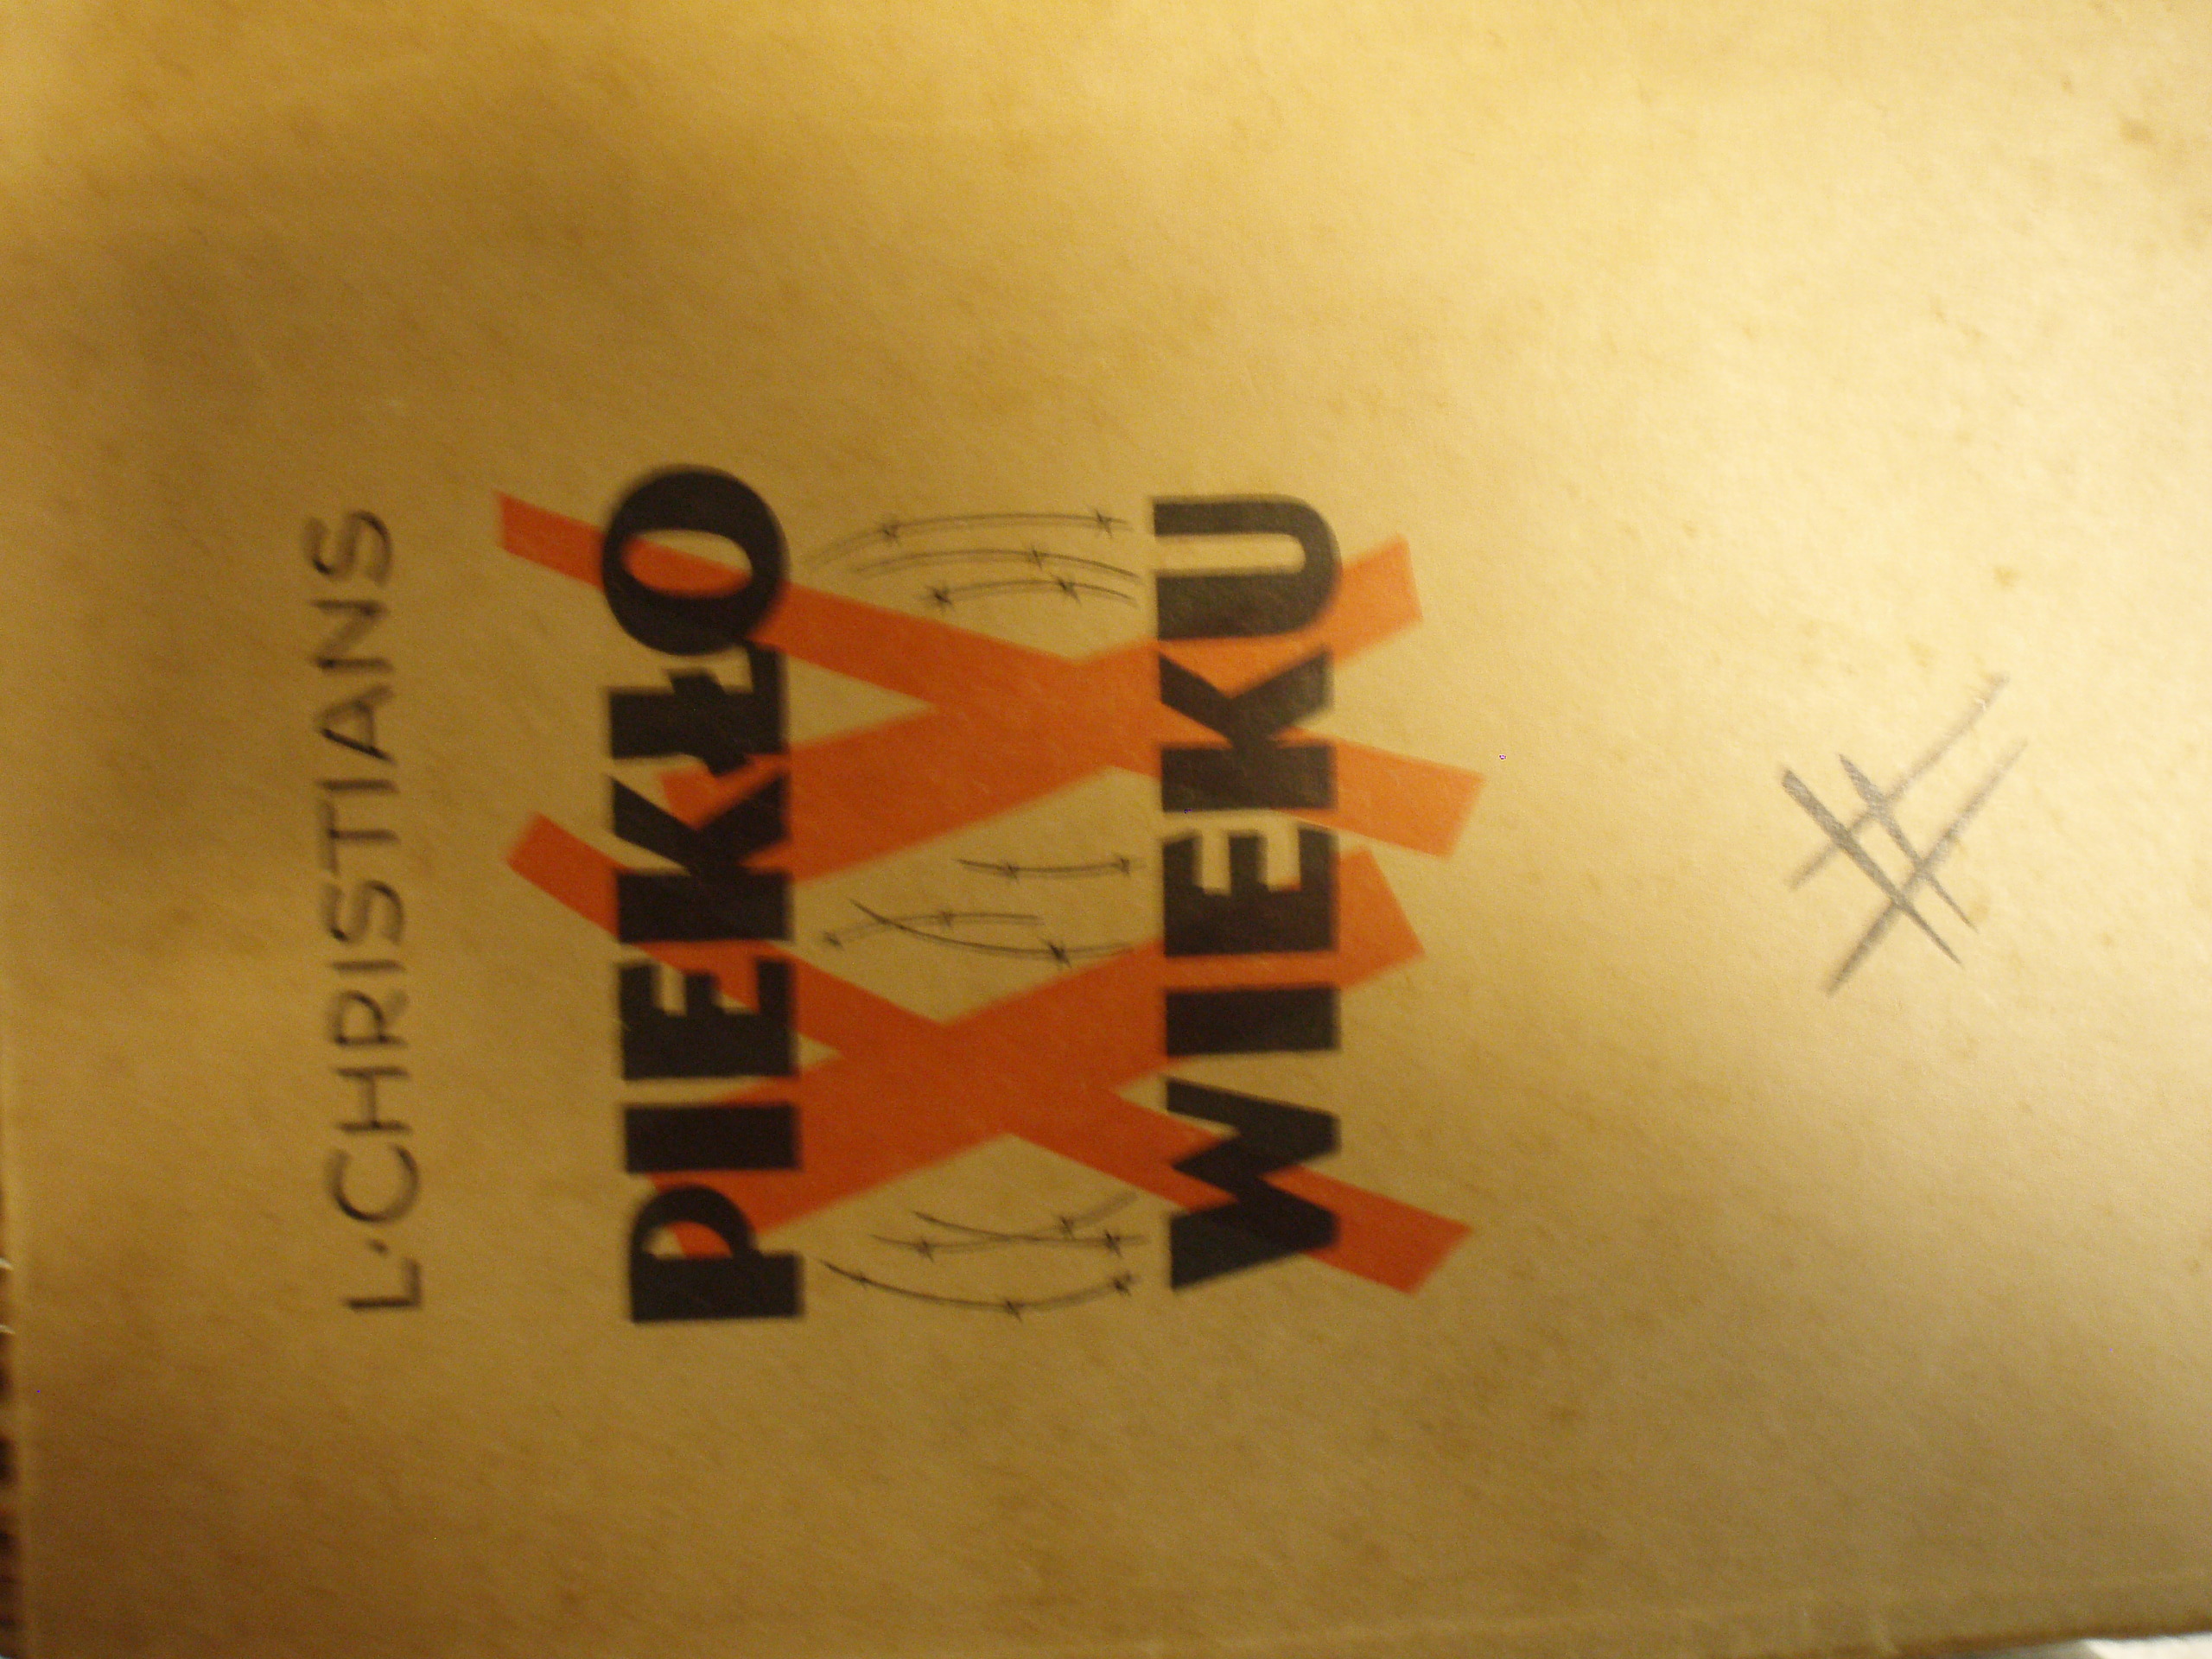 L. CHRISTIANS
PIEKŁO
XX
WIEKU
#